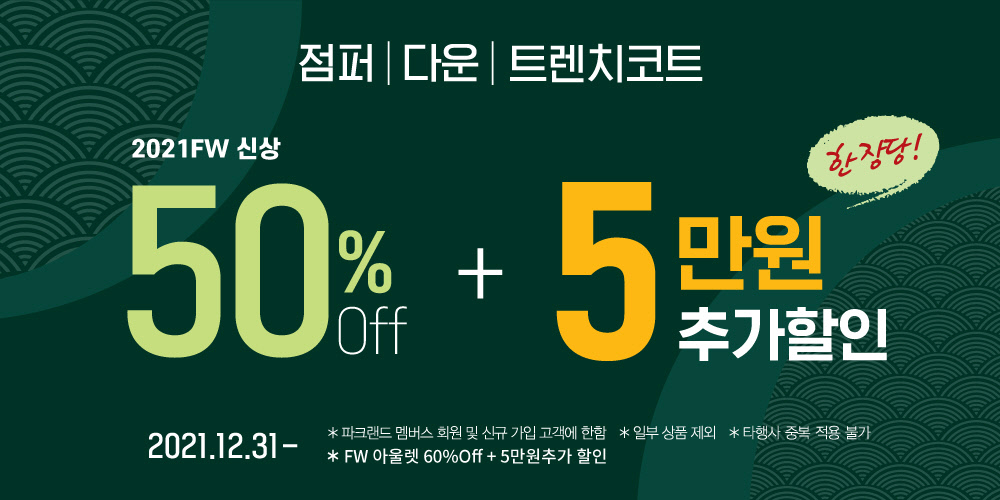 점퍼 | 다운 | 트렌치코트
2021FW 신상
50% Off + 5만원 추가할인
한장당!
2021.12.31 -
* 파크랜드 멤버스 회원 및 신규 가입 고객에 한함 * 일부 상품 제외 * 타행사 중복 적용 불가
* FW 아울렛 60%Off + 5만원추가 할인